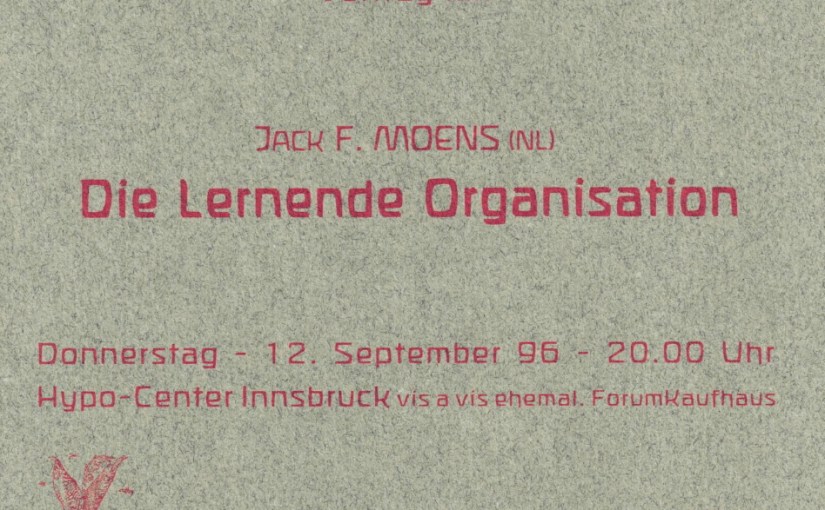 JACK F. MOENS (NL)
Die Lernende Organisation
Donnerstag - 12. September 96 - 20.00 Uhr
Hypo-Center Innsbruck vis a vis ehemal. ForumKaufhaus